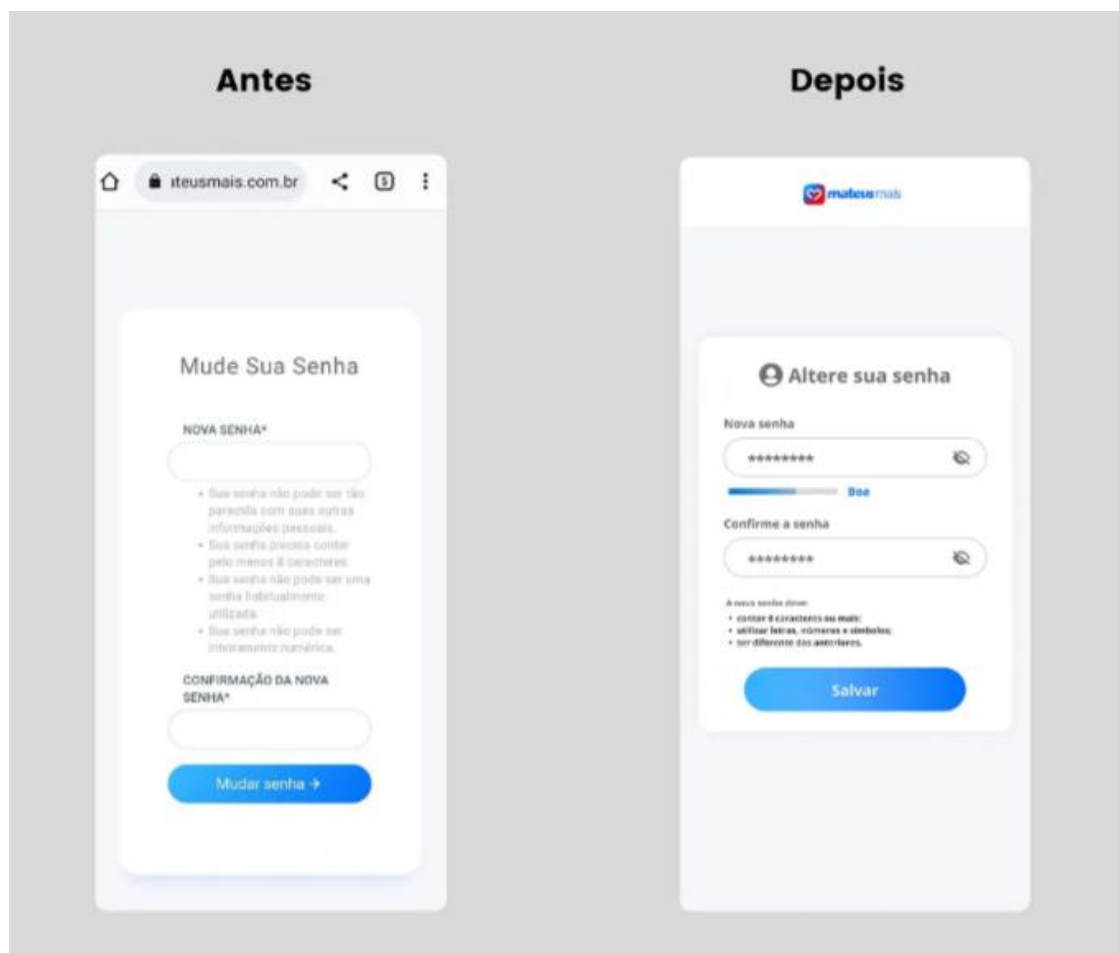 Antes
Depois
iteusmais.com.br
5
Mude Sua Senha
NOVA SENHA*
• Sua senha não pode ser tão
parecida com suas outras
informações pessoais.
• Sua senha precisa conter
pelo menos 8 caracteres.
• Sua senha não pode ser uma
senha habitualmente
utilizada.
• Sua senha não pode ser
inteiramente numérica.
CONFIRMAÇÃO DA NOVA
SENHA*
Mudar senha →
mateusmais
Altere sua senha
Nova senha
********
Boa
Confirme a senha
********
A nova senha deve:
• conter 8 caracteres ou mais;
• utilizar letras, números e símbolos;
• ser diferente das anteriores.
Salvar